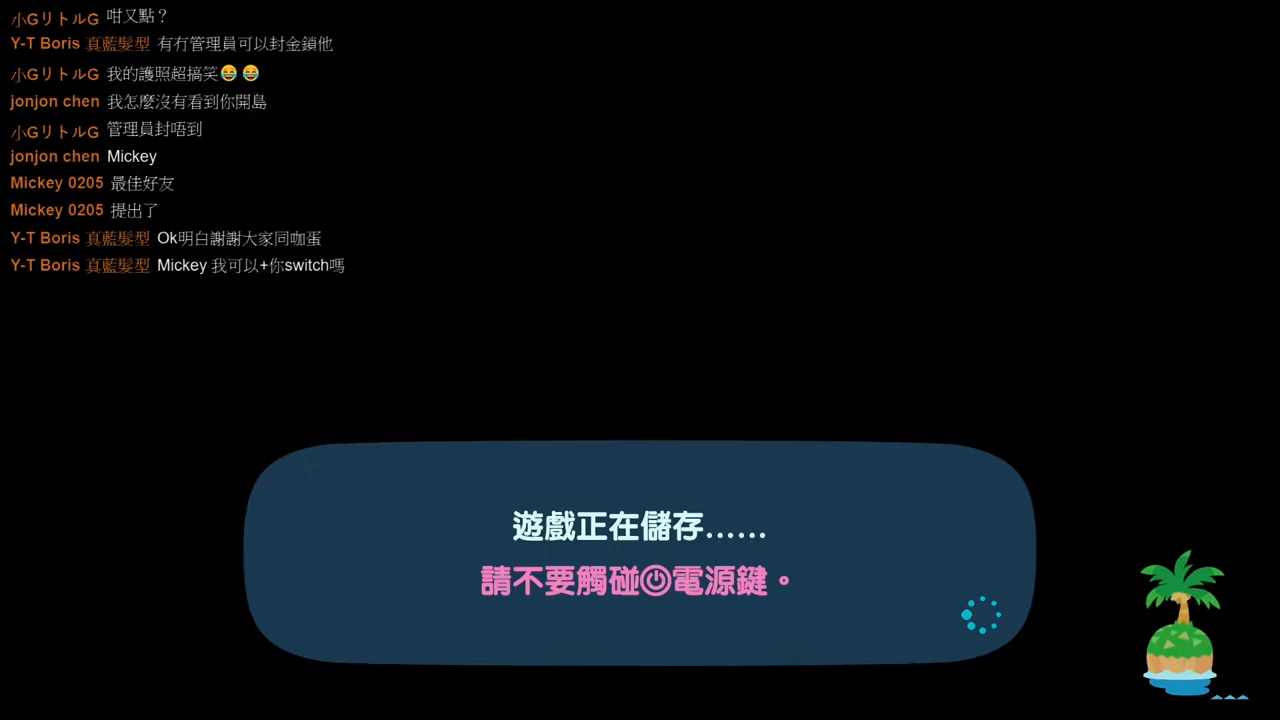 小GリトルG 咁又點？
Y-T Boris 真藍髮型 有冇管理員可以封金鎖他
小GリトルG 我的護照超搞笑😂 😂
jonjon chen 我怎麼沒有看到你開島
小GリトルG 管理員封唔到
jonjon chen Mickey
Mickey 0205 最佳好友
Mickey 0205 提出了
Y-T Boris 真藍髮型 Ok明白謝謝大家同咖蛋
Y-T Boris 真藍髮型 Mickey 我可以+你switch嗎
遊戲正在儲存……
請不要觸碰⏻電源鍵。